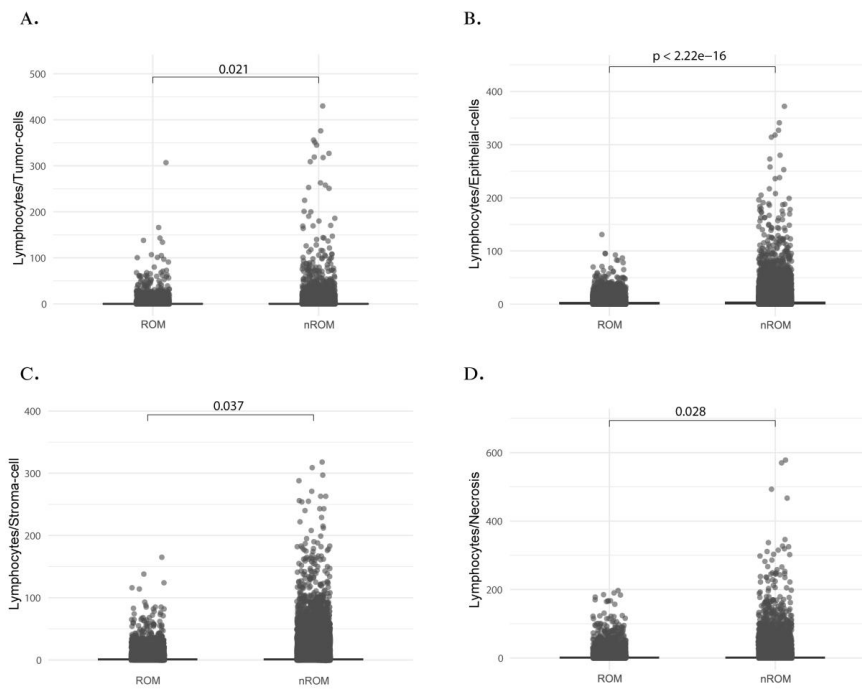 A.
0.021
500
400
300
200
100
0
Lymphocytes/Tumor-cells
ROM nROM
B.
p < 2.22e−16
400
300
200
100
0
Lymphocytes/Epithelial-cells
ROM nROM
C.
0.037
400
300
200
100
0
Lymphocytes/Stroma-cell
ROM nROM
D.
0.028
600
400
200
0
Lymphocytes/Necrosis
ROM nROM